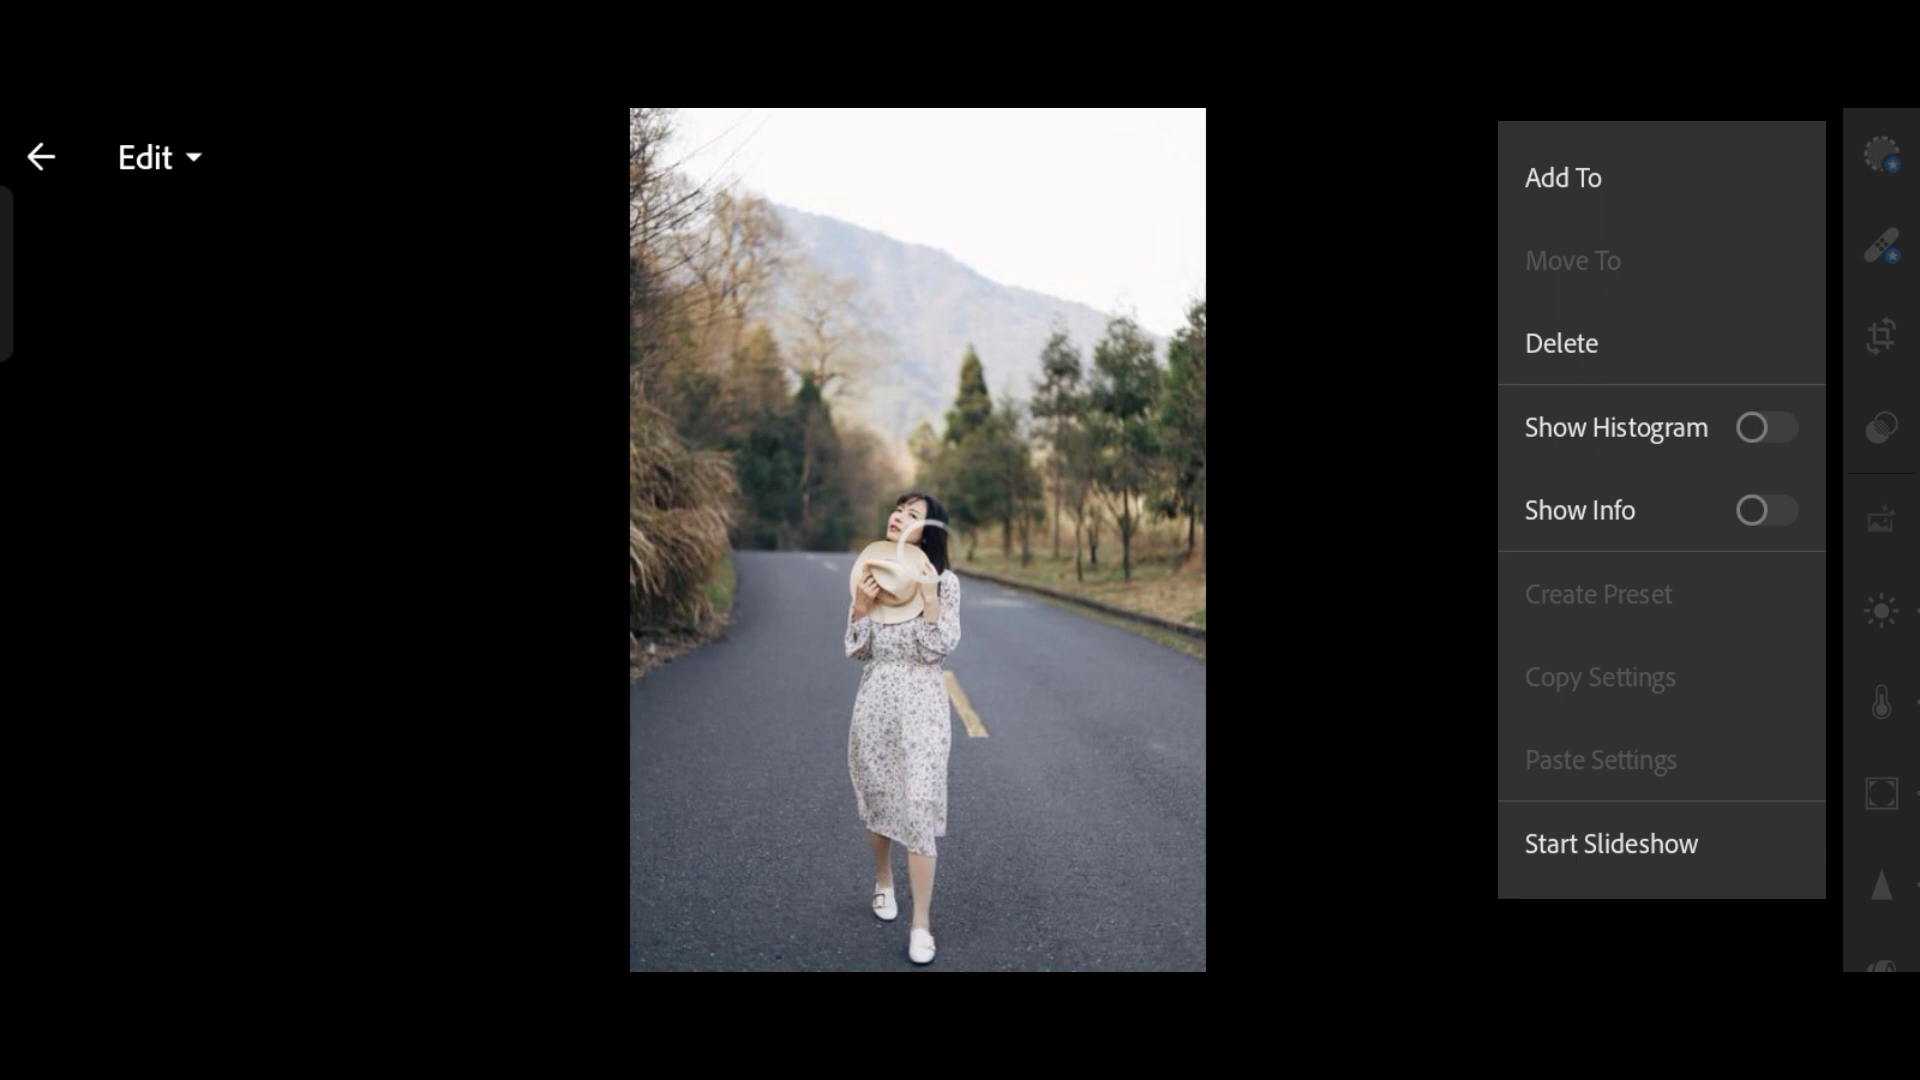 Edit
Add To
Move To
Delete
Show Histogram
Show Info
Create Preset
Copy Settings
Paste Settings
Start Slideshow